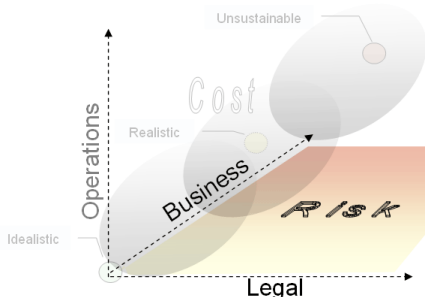 Unsustainable
Cost
Realistic
Operations
Business
Risk
Idealistic
Legal